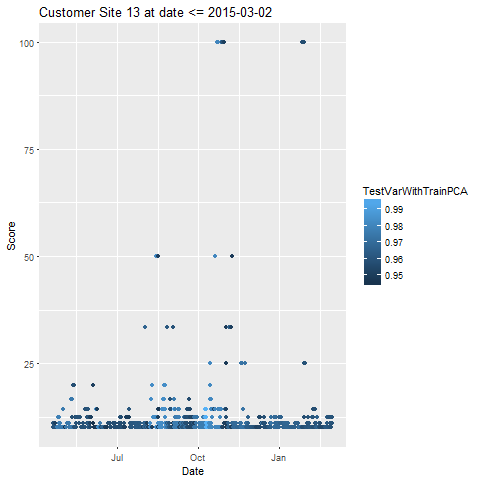 Customer Site 13 at date <= 2015-03-02
100
75
50
25
Score
Jul
Oct
Jan
Date
TestVarWithTrainPCA
0.99
0.98
0.97
0.96
0.95